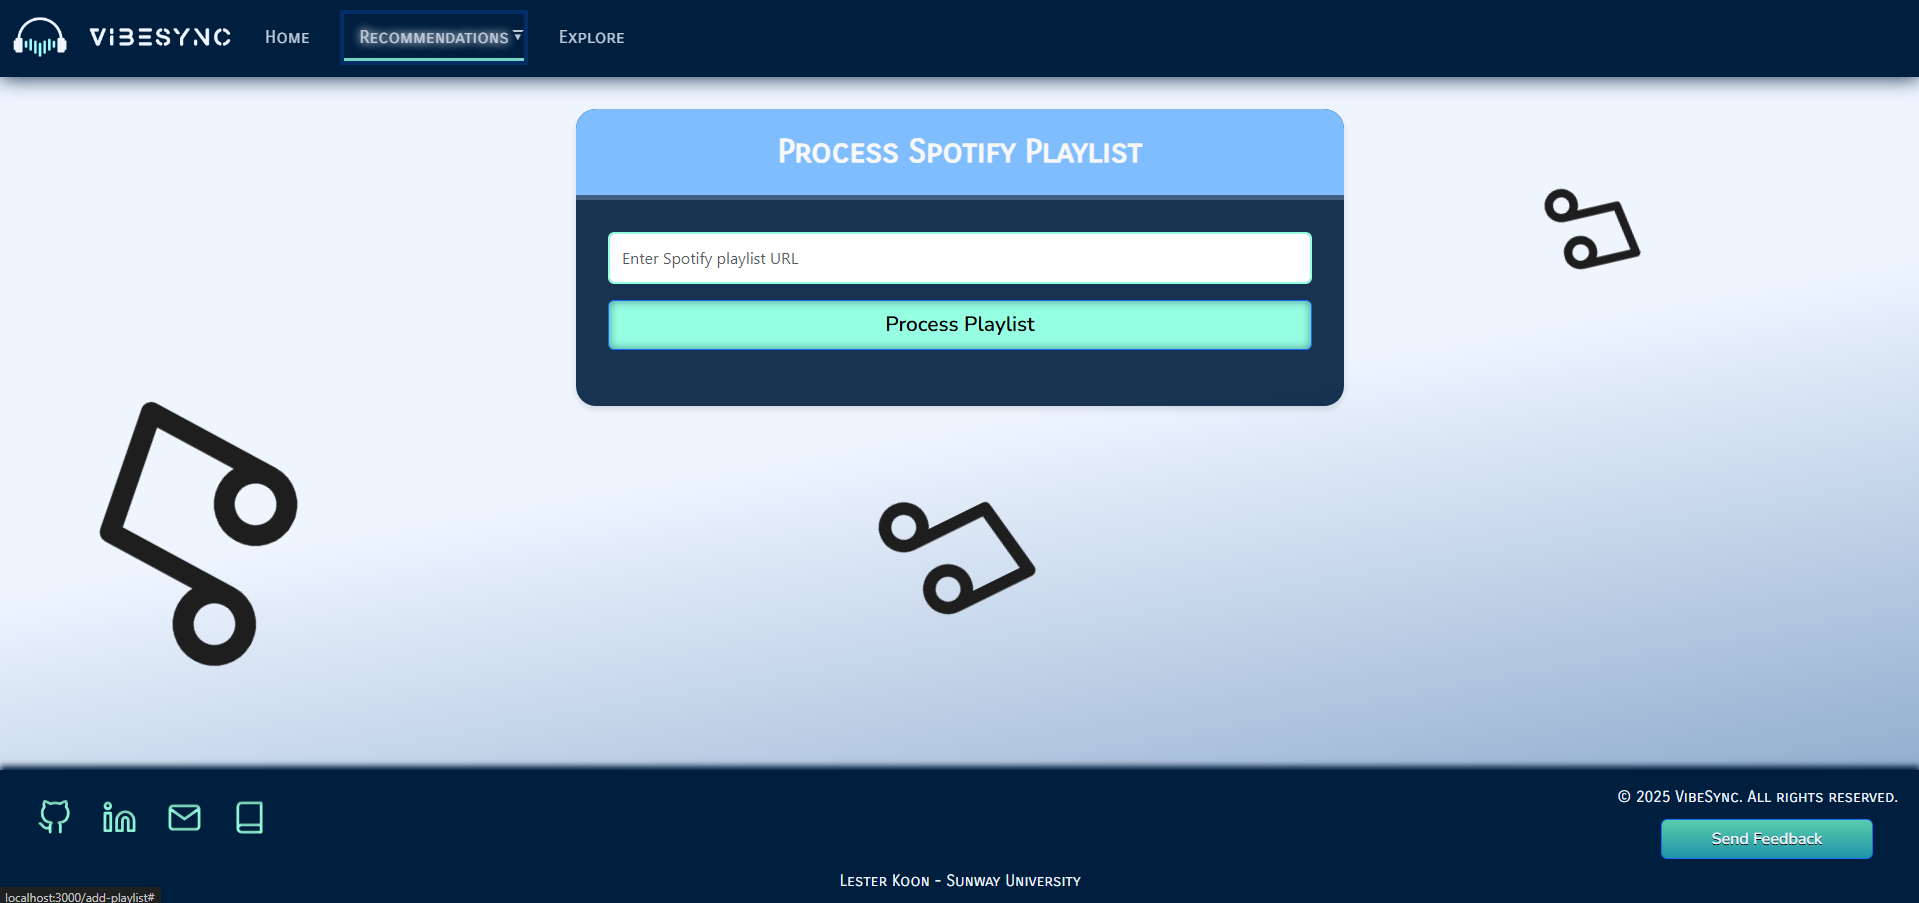 VIBESYNC Home Recommendations Explore
Process Spotify Playlist
Enter Spotify playlist URL
Process Playlist
© 2025 VibeSync. All rights reserved.
Send Feedback
Lester Koon - Sunway University
localhost:3000/add-playlist#